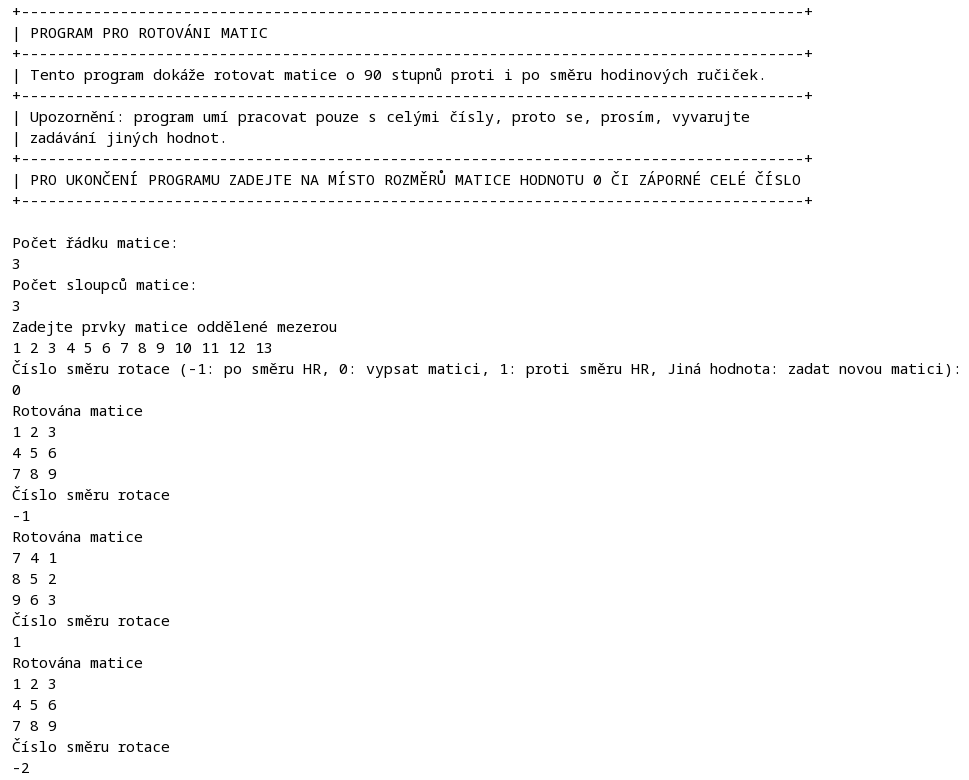 +---------------------------------------------------------------------------------------+
| PROGRAM PRO ROTOVÁNI MATIC
+---------------------------------------------------------------------------------------+
| Tento program dokáže rotovat matice o 90 stupnů proti i po směru hodinových ručiček.
+---------------------------------------------------------------------------------------+
| Upozornění: program umí pracovat pouze s celými čísly, proto se, prosím, vyvarujte
| zadávání jiných hodnot.
+---------------------------------------------------------------------------------------+
| PRO UKONČENÍ PROGRAMU ZADEJTE NA MÍSTO ROZMĚRŮ MATICE HODNOTU 0 ČI ZÁPORNÉ CELÉ ČÍSLO
+---------------------------------------------------------------------------------------+
Počet řádku matice:
3
Počet sloupců matice:
3
Zadejte prvky matice oddělené mezerou
1 2 3 4 5 6 7 8 9 10 11 12 13
Číslo směru rotace (-1: po směru HR, 0: vypsat matici, 1: proti směru HR, Jiná hodnota: zadat novou matici):
0
Rotována matice
1 2 3
4 5 6
7 8 9
Číslo směru rotace
-1
Rotována matice
7 4 1
8 5 2
9 6 3
Číslo směru rotace
1
Rotována matice
1 2 3
4 5 6
7 8 9
Číslo směru rotace
-2